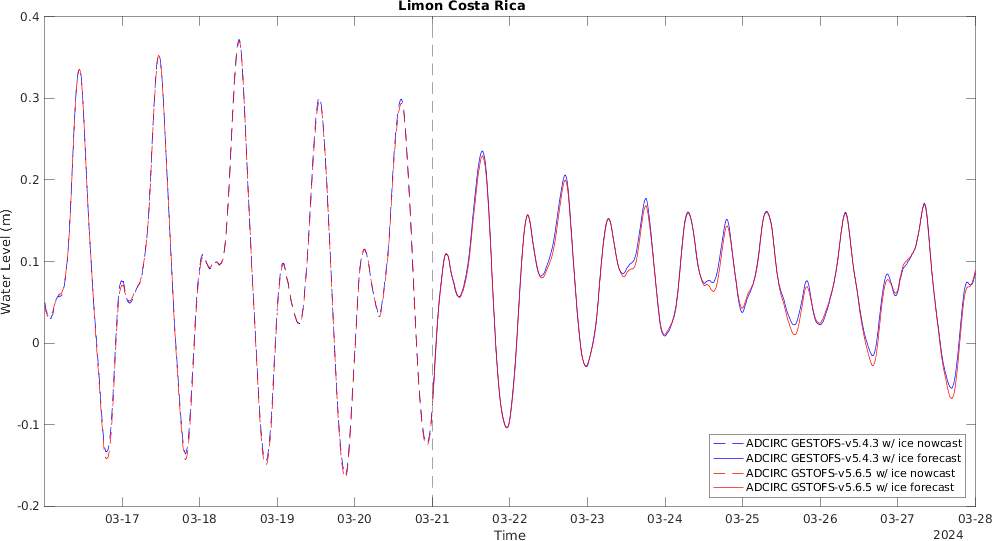 Limon Costa Rica
0.4
0.3
0.2
0.1
0
-0.1
-0.2
Water Level (m)
ADCIRC GESTOFS-v5.4.3 w/ ice nowcast
ADCIRC GESTOFS-v5.4.3 w/ ice forecast
ADCIRC GSTOFS-v5.6.5 w/ ice nowcast
ADCIRC GSTOFS-v5.6.5 w/ ice forecast
03-17 03-18 03-19 03-20 03-21 03-22 03-23 03-24 03-25 03-26 03-27 03-28
Time
2024